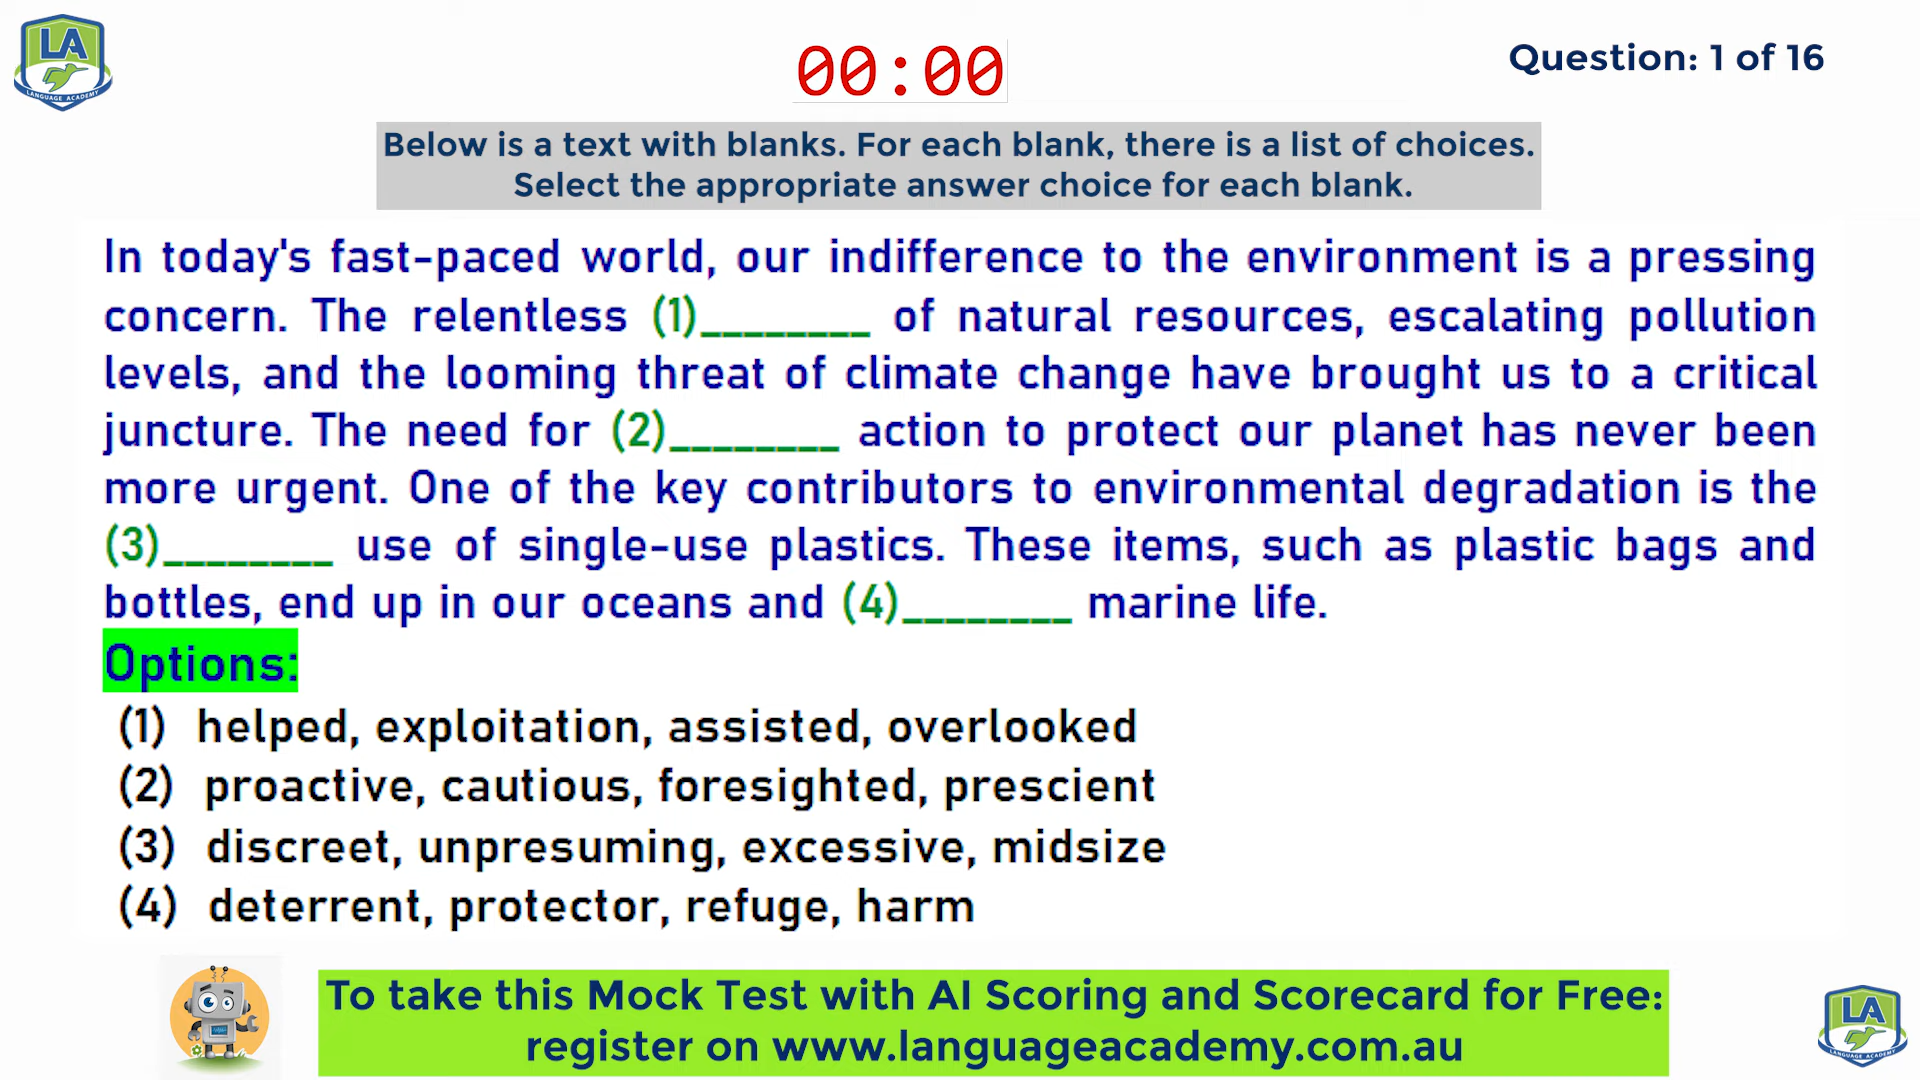 LA
LANGUAGE ACADEMY
00:00
Question: 1 of 16
Below is a text with blanks. For each blank, there is a list of choices.
Select the appropriate answer choice for each blank.
In today's fast-paced world, our indifference to the environment is a pressing
concern. The relentless (1)________ of natural resources, escalating pollution
levels, and the looming threat of climate change have brought us to a critical
juncture. The need for (2)________ action to protect our planet has never been
more urgent. One of the key contributors to environmental degradation is the
(3)________ use of single-use plastics. These items, such as plastic bags and
bottles, end up in our oceans and (4)________ marine life.
Options:
(1) helped, exploitation, assisted, overlooked
(2) proactive, cautious, foresighted, prescient
(3) discreet, unpresuming, excessive, midsize
(4) deterrent, protector, refuge, harm
To take this Mock Test with AI Scoring and Scorecard for Free:
register on www.languageacademy.com.au
LA
LANGUAGE ACADEMY